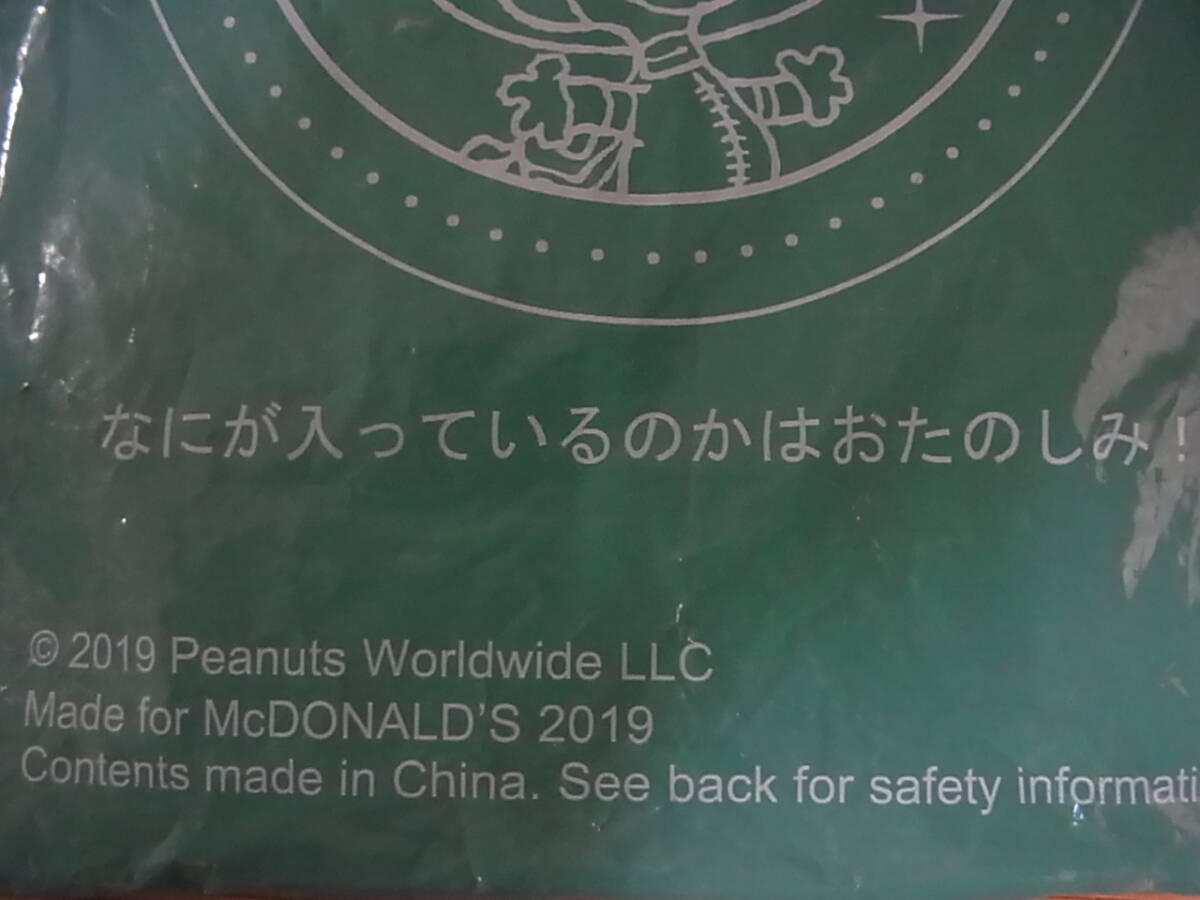 なにが入っているのかはおたのしみ!
© 2019 Peanuts Worldwide LLC
Made for McDONALD'S 2019
Contents made in China. See back for safety informati